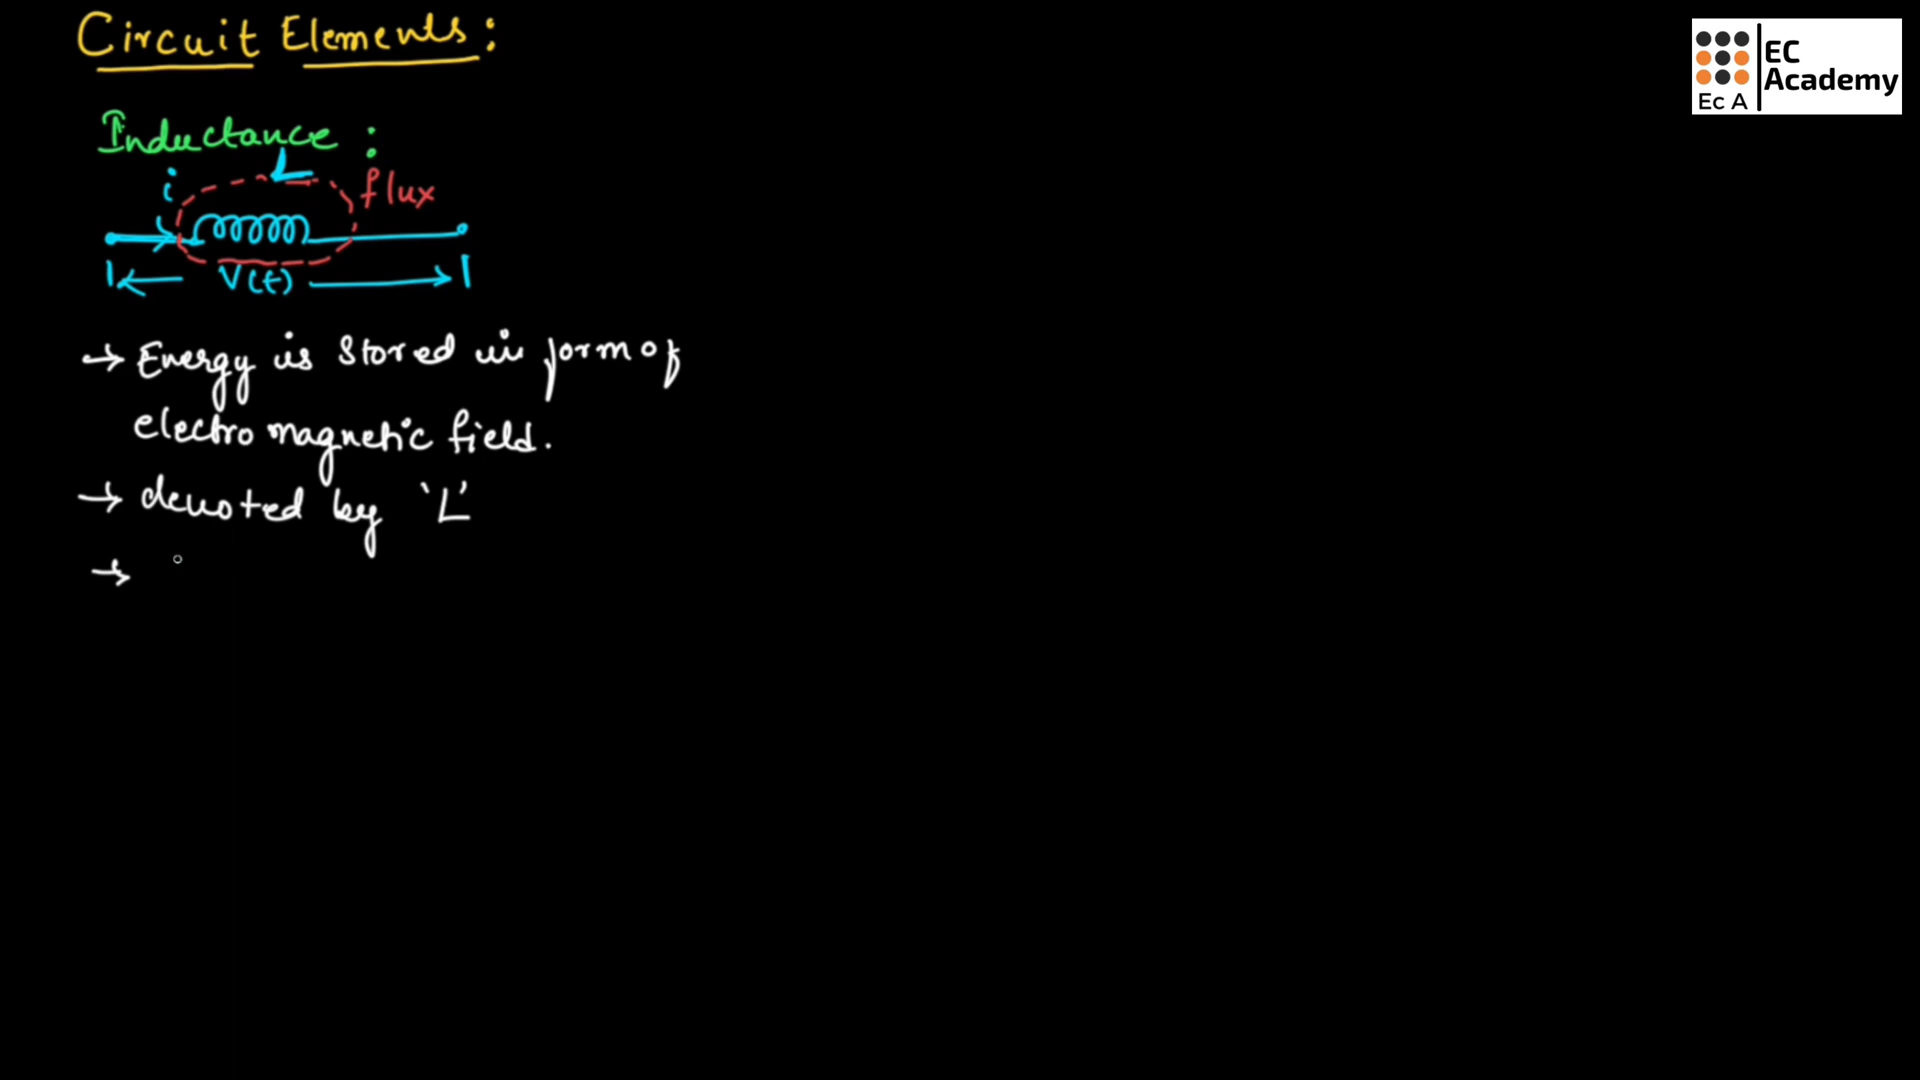 Circuit Elements:
EC
Academy
Ec A
Inductance:
L
i
flux
V(t)
→ Energy is stored in form of
electro magnetic field.
→ denoted by 'L'
→